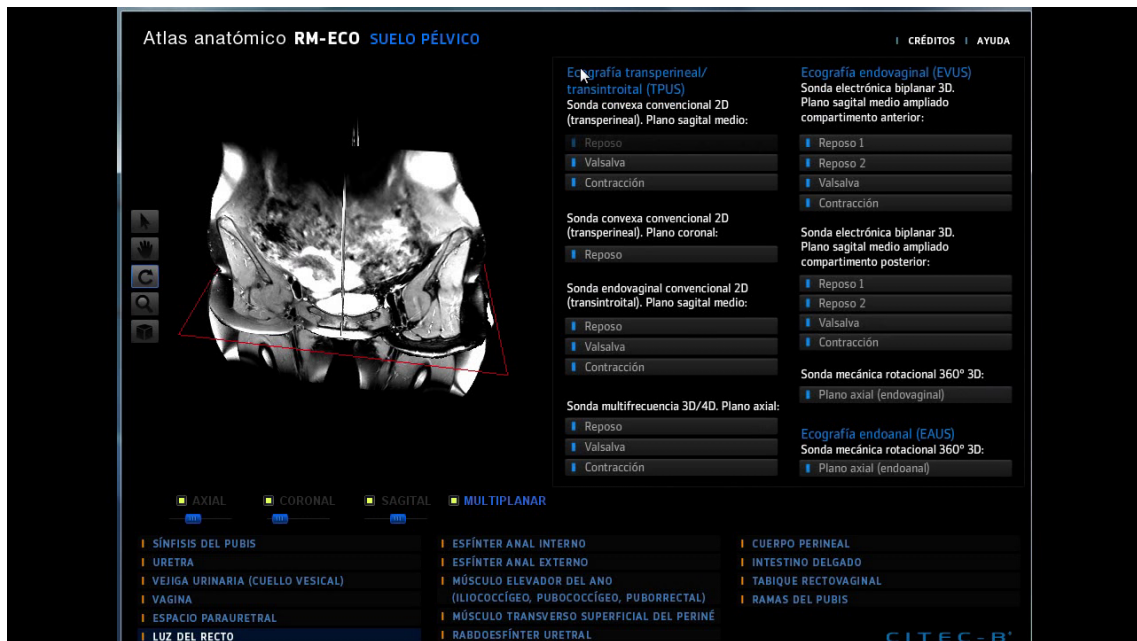 Atlas anatómico RM-ECO SUELO PÉLVICO
CRÉDITOS
AYUDA
Ecografía transperineal/
transintroital (TPUS)
Sonda convexa convencional 2D
(transperineal). Plano sagital medio:
Reposo
Valsalva
Contracción
Sonda convexa convencional 2D
(transperineal). Plano coronal:
Reposo
Sonda endovaginal convencional 2D
(transintroital). Plano sagital medio:
Reposo
Valsalva
Contracción
Sonda multifrecuencia 3D/4D. Plano axial:
Reposo
Valsalva
Contracción
Ecografía endovaginal (EVUS)
Sonda electrónica biplanar 3D.
Plano sagital medio ampliado
compartimento anterior:
Reposo 1
Reposo 2
Valsalva
Contracción
Sonda electrónica biplanar 3D.
Plano sagital medio ampliado
compartimento posterior:
Reposo 1
Reposo 2
Valsalva
Contracción
Sonda mecánica rotacional 360º 3D:
Plano axial (endovaginal)
Ecografía endoanal (EAUS)
Sonda mecánica rotacional 360º 3D:
Plano axial (endoanal)
AXIAL
CORONAL
SAGITAL
MULTIPLANAR
SÍNFISIS DEL PUBIS
URETRA
VEJIGA URINARIA (CUELLO VESICAL)
VAGINA
ESPACIO PARAURETRAL
LUZ DEL RECTO
ESFÍNTER ANAL INTERNO
ESFÍNTER ANAL EXTERNO
MÚSCULO ELEVADOR DEL ANO
(ILIOCOCCÍGEO, PUBOCOCCÍGEO, PUBORRECTAL)
MÚSCULO TRANSVERSO SUPERFICIAL DEL PERINÉ
RABDOESFÍNTER URETRAL
CUERPO PERINEAL
INTESTINO DELGADO
TABIQUE RECTOVAGINAL
RAMAS DEL PUBIS
CITEC-B